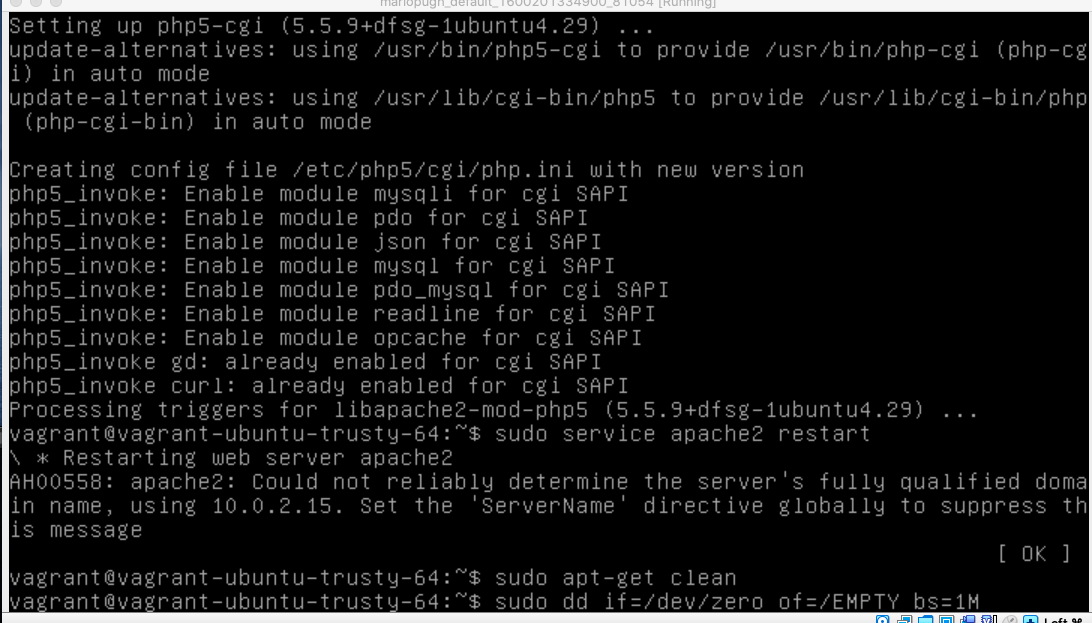 mariopugh_default_1600201334900_81054 [Running]
Setting up php5-cgi (5.5.9+dfsg-1ubuntu4.29) ...
update-alternatives: using /usr/bin/php5-cgi to provide /usr/bin/php-cgi (php-cg
i) in auto mode
update-alternatives: using /usr/lib/cgi-bin/php5 to provide /usr/lib/cgi-bin/php
 (php-cgi-bin) in auto mode
Creating config file /etc/php5/cgi/php.ini with new version
php5_invoke: Enable module mysqli for cgi SAPI
php5_invoke: Enable module pdo for cgi SAPI
php5_invoke: Enable module json for cgi SAPI
php5_invoke: Enable module mysql for cgi SAPI
php5_invoke: Enable module pdo_mysql for cgi SAPI
php5_invoke: Enable module readline for cgi SAPI
php5_invoke: Enable module opcache for cgi SAPI
php5_invoke gd: already enabled for cgi SAPI
php5_invoke curl: already enabled for cgi SAPI
Processing triggers for libapache2-mod-php5 (5.5.9+dfsg-1ubuntu4.29) ...
vagrant@vagrant-ubuntu-trusty-64:~$ sudo service apache2 restart
\ * Restarting web server apache2
AH00558: apache2: Could not reliably determine the server's fully qualified doma
in name, using 10.0.2.15. Set the 'ServerName' directive globally to suppress th
is message
[ OK ]
vagrant@vagrant-ubuntu-trusty-64:~$ sudo apt-get clean
vagrant@vagrant-ubuntu-trusty-64:~$ sudo dd if=/dev/zero of=/EMPTY bs=1M
Left ⌘